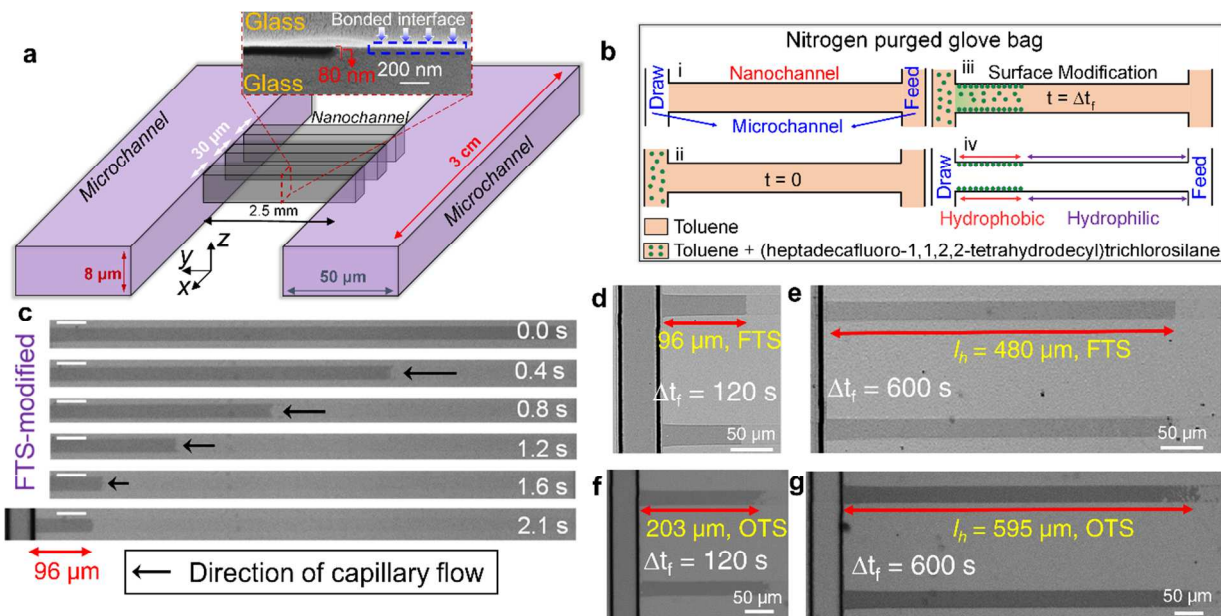 a
Glass
Bonded interface
80 nm
Glass
200 nm
Nanochannel
Microchannel
30 µm
3 cm
Microchannel
2.5 mm
8 µm
z
y
x
50 µm
b
Nitrogen purged glove bag
i
Nanochannel
Draw
Feed
Microchannel
iii
Surface Modification
t = Δtf
ii
t = 0
iv
Draw
Feed
Hydrophobic
Hydrophilic
Toluene
Toluene + (heptadecafluoro-1,1,2,2-tetrahydrodecyl)trichlorosilane
c
FTS-modified
0.0 s
0.4 s
0.8 s
1.2 s
1.6 s
2.1 s
96 µm
Direction of capillary flow
d
96 µm, FTS
Δtf = 120 s
50 µm
e
lh = 480 µm, FTS
Δtf = 600 s
50 µm
f
203 µm, OTS
Δtf = 120 s
50 µm
g
lh = 595 µm, OTS
Δtf = 600 s
50 µm